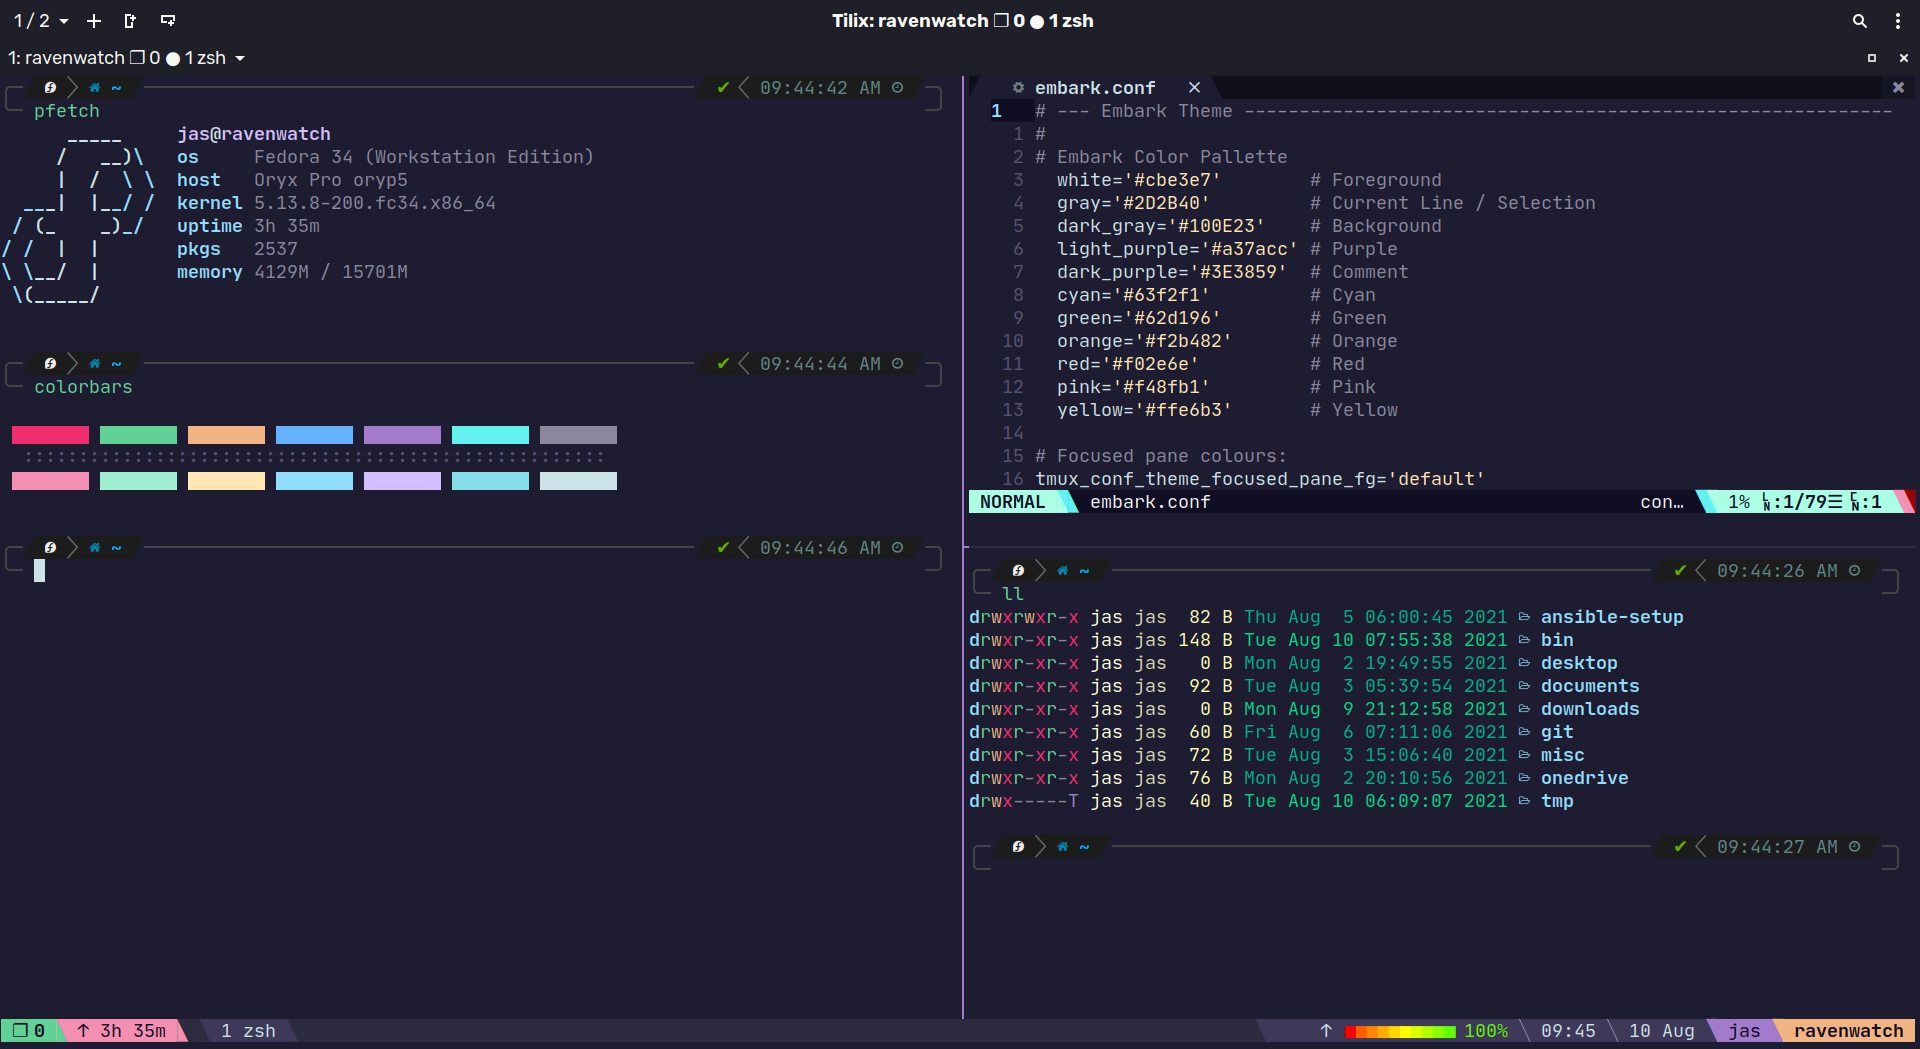 1 / 2
Tilix: ravenwatch ❐ 0 ● 1 zsh
1: ravenwatch ❐ 0 ● 1 zsh
~ ✔ 09:44:42 AM
pfetch
jas@ravenwatch
os Fedora 34 (Workstation Edition)
host Oryx Pro oryp5
kernel 5.13.8-200.fc34.x86_64
uptime 3h 35m
pkgs 2537
memory 4129M / 15701M
~ ✔ 09:44:44 AM
colorbars
~ ✔ 09:44:46 AM
embark.conf
1 # --- Embark Theme -----------------------------------------------------------
1 #
2 # Embark Color Pallette
3 white='#cbe3e7' # Foreground
4 gray='#2D2B40' # Current Line / Selection
5 dark_gray='#100E23' # Background
6 light_purple='#a37acc' # Purple
7 dark_purple='#3E3859' # Comment
8 cyan='#63f2f1' # Cyan
9 green='#62d196' # Green
10 orange='#f2b482' # Orange
11 red='#f02e6e' # Red
12 pink='#f48fb1' # Pink
13 yellow='#ffe6b3' # Yellow
14
15 # Focused pane colours:
16 tmux_conf_theme_focused_pane_fg='default'
NORMAL embark.conf con… 1% LN:1/79☰ CN:1
~ ✔ 09:44:26 AM
ll
drwxrwxr-x jas jas 82 B Thu Aug 5 06:00:45 2021 ansible-setup
drwxr-xr-x jas jas 148 B Tue Aug 10 07:55:38 2021 bin
drwxr-xr-x jas jas 0 B Mon Aug 2 19:49:55 2021 desktop
drwxr-xr-x jas jas 92 B Tue Aug 3 05:39:54 2021 documents
drwxr-xr-x jas jas 0 B Mon Aug 9 21:12:58 2021 downloads
drwxr-xr-x jas jas 60 B Fri Aug 6 07:11:06 2021 git
drwxr-xr-x jas jas 72 B Tue Aug 3 15:06:40 2021 misc
drwxr-xr-x jas jas 76 B Mon Aug 2 20:10:56 2021 onedrive
drwx-----T jas jas 40 B Tue Aug 10 06:09:07 2021 tmp
~ ✔ 09:44:27 AM
❐ 0 ↑ 3h 35m 1 zsh ↑ 100% 09:45 10 Aug jas ravenwatch